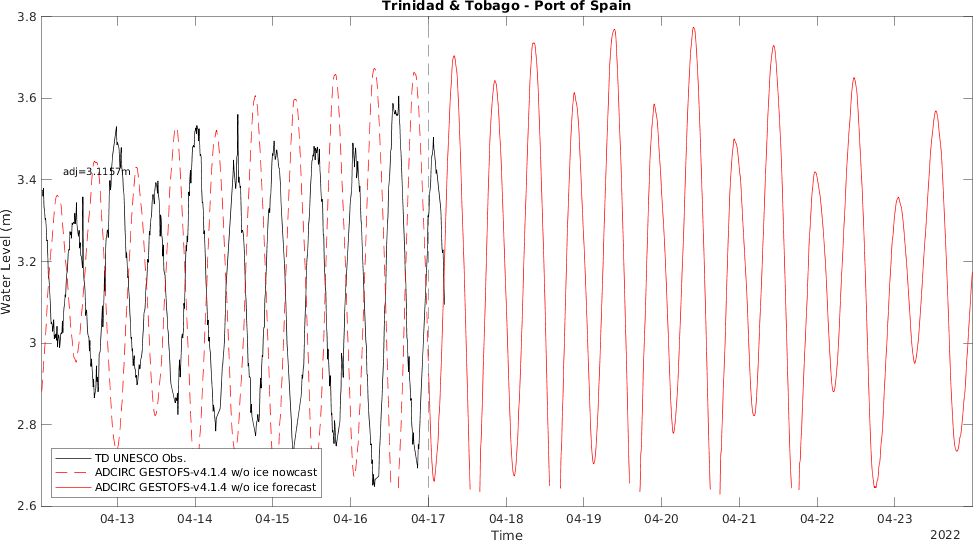 Trinidad & Tobago - Port of Spain
3.8
3.6
3.4
3.2
3
2.8
2.6
Water Level (m)
adj=3.1157m
TD UNESCO Obs.
ADCIRC GESTOFS-v4.1.4 w/o ice nowcast
ADCIRC GESTOFS-v4.1.4 w/o ice forecast
04-13 04-14 04-15 04-16 04-17 04-18 04-19 04-20 04-21 04-22 04-23
Time
2022